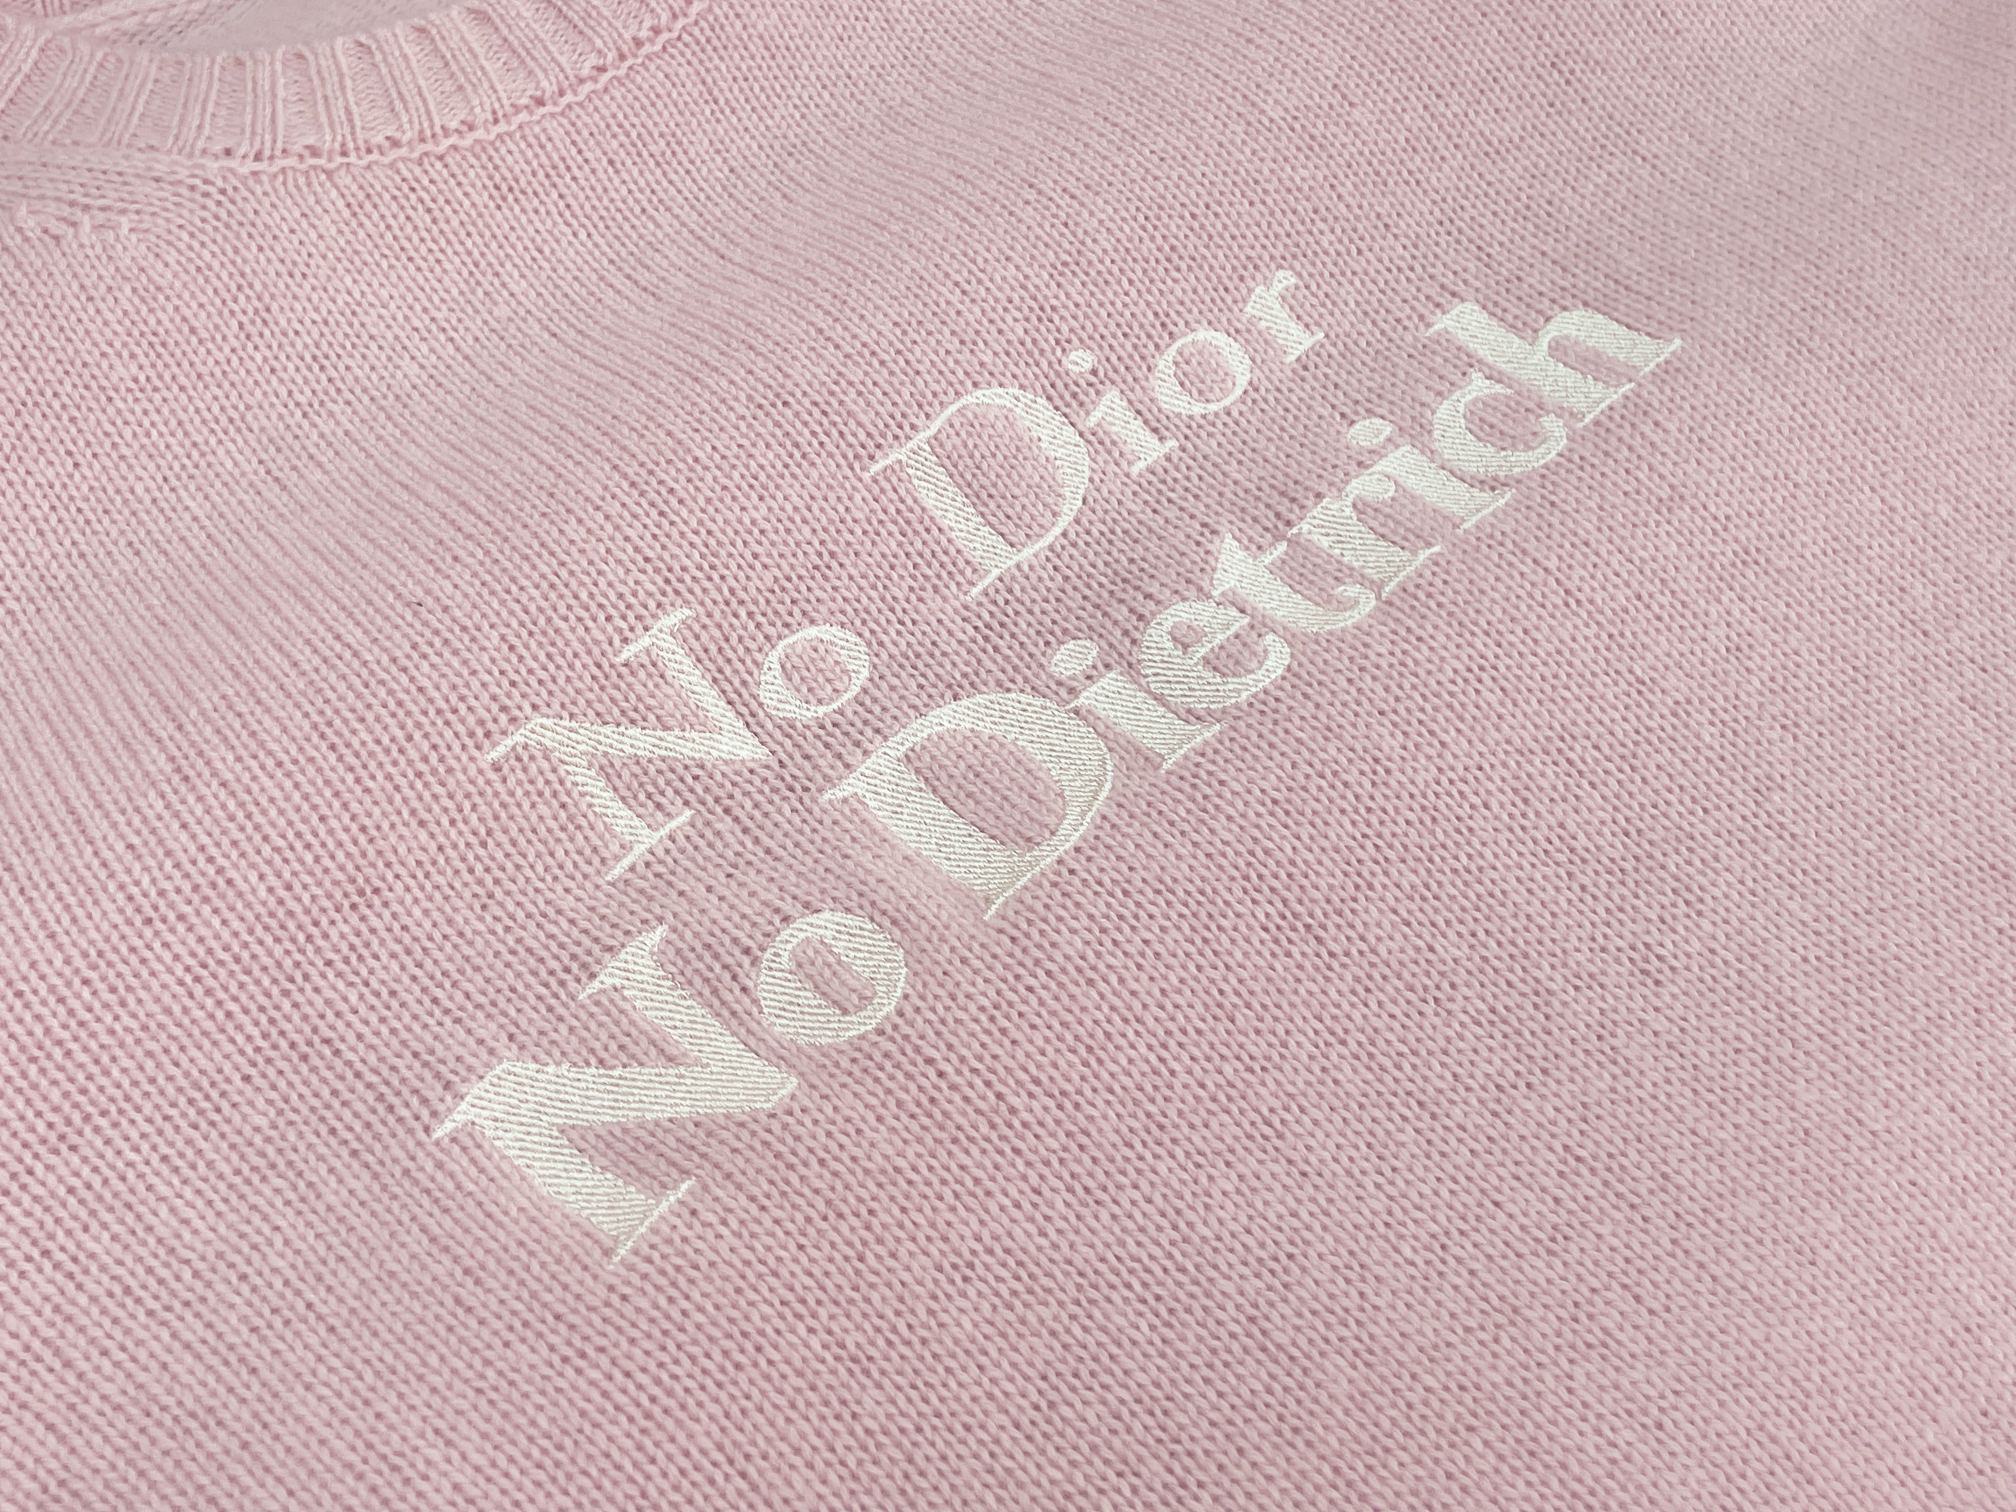 No Dior
No Dietrich